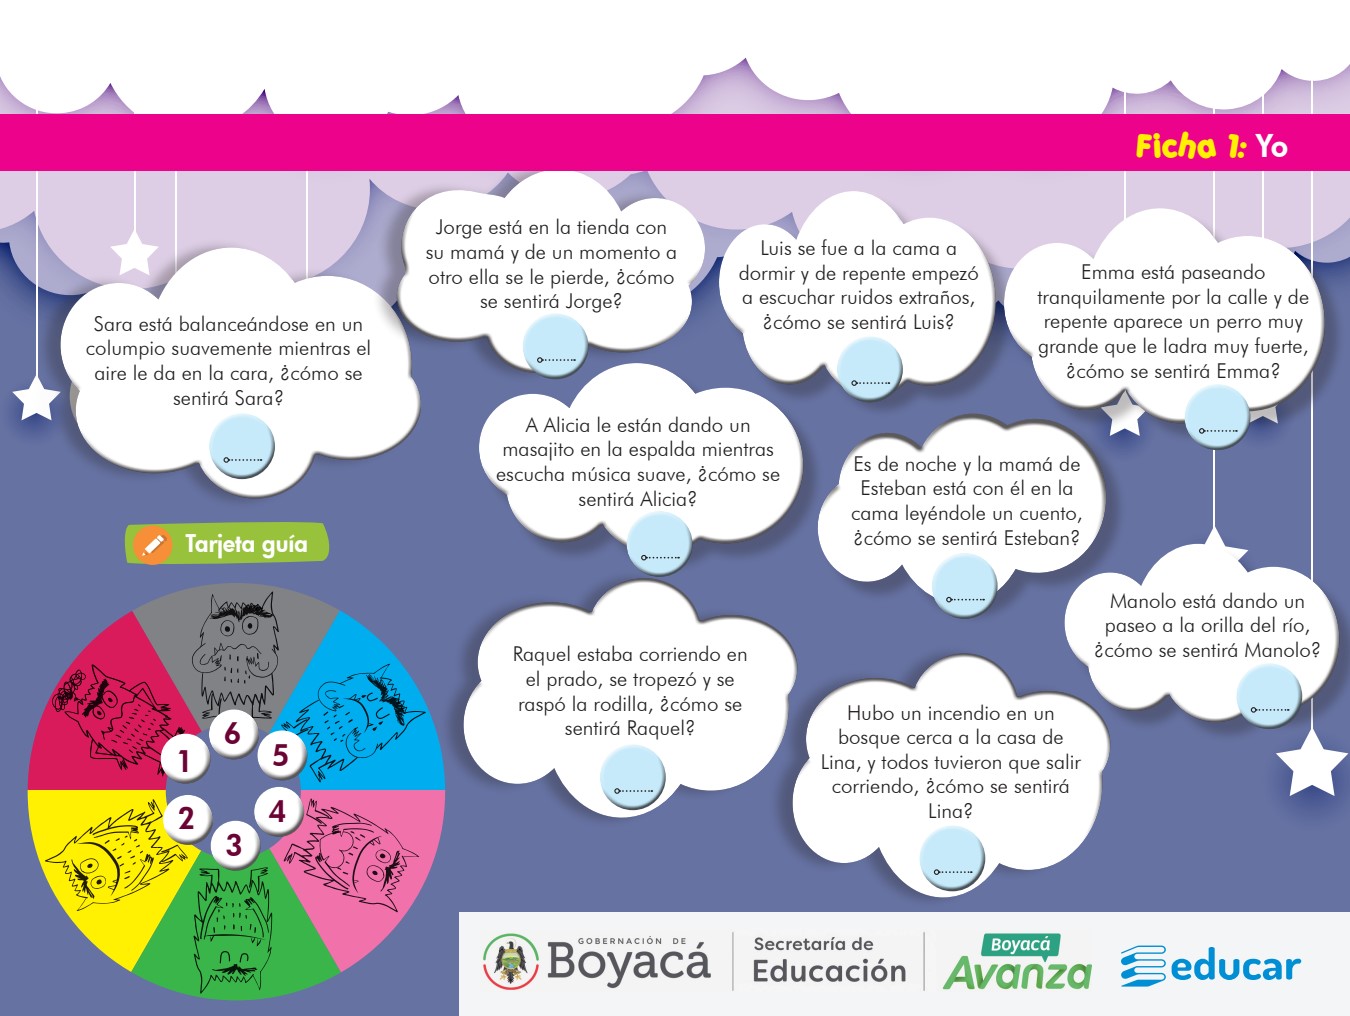 Ficha 1: Yo
Jorge está en la tienda con
su mamá y de un momento a
otro ella se le pierde, ¿cómo
se sentirá Jorge?
Luis se fue a la cama a
dormir y de repente empezó
a escuchar ruidos extraños,
¿cómo se sentirá Luis?
Emma está paseando
tranquilamente por la calle y de
repente aparece un perro muy
grande que le ladra muy fuerte,
¿cómo se sentirá Emma?
Sara está balanceándose en un
columpio suavemente mientras el
aire le da en la cara, ¿cómo se
sentirá Sara?
A Alicia le están dando un
masajito en la espalda mientras
escucha música suave, ¿cómo se
sentirá Alicia?
Es de noche y la mamá de
Esteban está con él en la
cama leyéndole un cuento,
¿cómo se sentirá Esteban?
Tarjeta guía
Manolo está dando un
paseo a la orilla del río,
¿cómo se sentirá Manolo?
Raquel estaba corriendo en
el prado, se tropezó y se
raspó la rodilla, ¿cómo se
sentirá Raquel?
Hubo un incendio en un
bosque cerca a la casa de
Lina, y todos tuvieron que salir
corriendo, ¿cómo se sentirá
Lina?
6
1
5
2
4
3
GOBERNACIÓN DE
Boyacá
Secretaría de
Educación
Boyacá
Avanza
educar